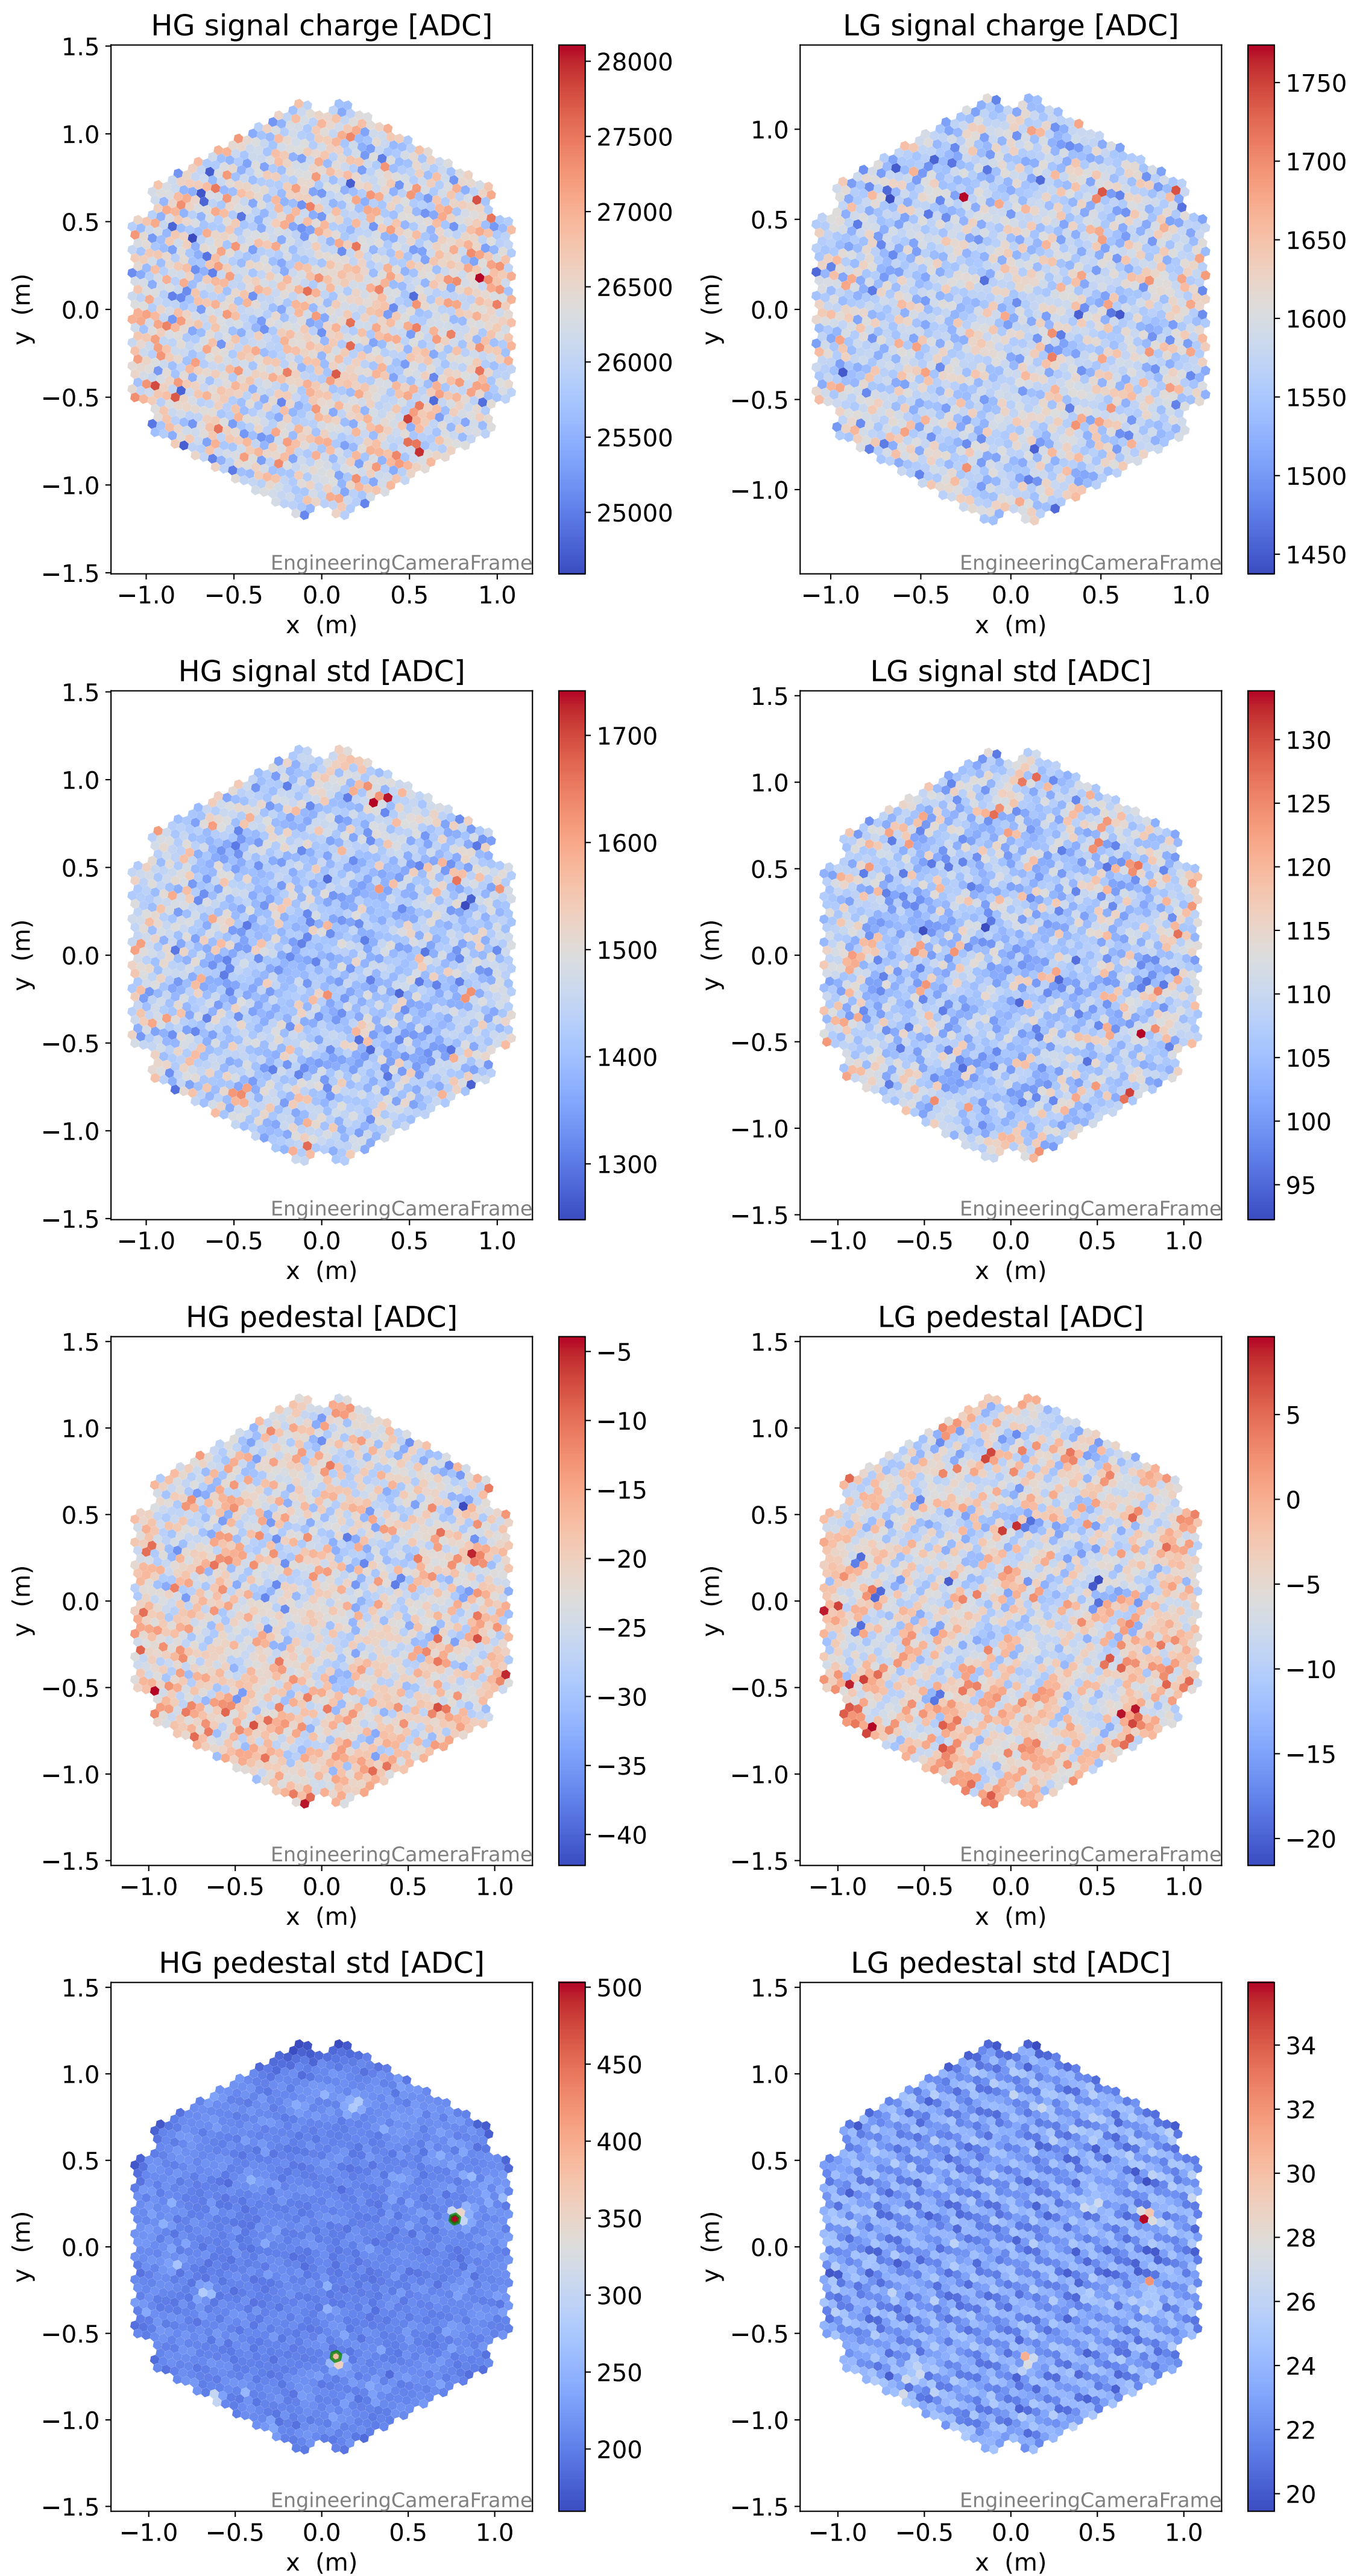 HG signal charge [ADC]
1.5
1.0
0.5
0.0
−0.5
−1.0
−1.5
y (m)
−1.0 −0.5 0.0 0.5 1.0
x (m)
EngineeringCameraFrame
28000
27500
27000
26500
26000
25500
25000
LG signal charge [ADC]
1.5
1.0
0.5
0.0
−0.5
−1.0
y (m)
−1.0 −0.5 0.0 0.5 1.0
x (m)
EngineeringCameraFrame
1750
1700
1650
1600
1550
1500
1450
HG signal std [ADC]
1.5
1.0
0.5
0.0
−0.5
−1.0
−1.5
y (m)
−1.0 −0.5 0.0 0.5 1.0
x (m)
EngineeringCameraFrame
1700
1600
1500
1400
1300
LG signal std [ADC]
1.5
1.0
0.5
0.0
−0.5
−1.0
−1.5
y (m)
−1.0 −0.5 0.0 0.5 1.0
x (m)
EngineeringCameraFrame
130
125
120
115
110
105
100
95
HG pedestal [ADC]
1.5
1.0
0.5
0.0
−0.5
−1.0
−1.5
y (m)
−1.0 −0.5 0.0 0.5 1.0
x (m)
EngineeringCameraFrame
−5
−10
−15
−20
−25
−30
−35
−40
LG pedestal [ADC]
1.5
1.0
0.5
0.0
−0.5
−1.0
−1.5
y (m)
−1.0 −0.5 0.0 0.5 1.0
x (m)
EngineeringCameraFrame
5
0
−5
−10
−15
−20
HG pedestal std [ADC]
1.5
1.0
0.5
0.0
−0.5
−1.0
−1.5
y (m)
−1.0 −0.5 0.0 0.5 1.0
x (m)
EngineeringCameraFrame
500
450
400
350
300
250
200
LG pedestal std [ADC]
1.5
1.0
0.5
0.0
−0.5
−1.0
−1.5
y (m)
−1.0 −0.5 0.0 0.5 1.0
x (m)
EngineeringCameraFrame
34
32
30
28
26
24
22
20